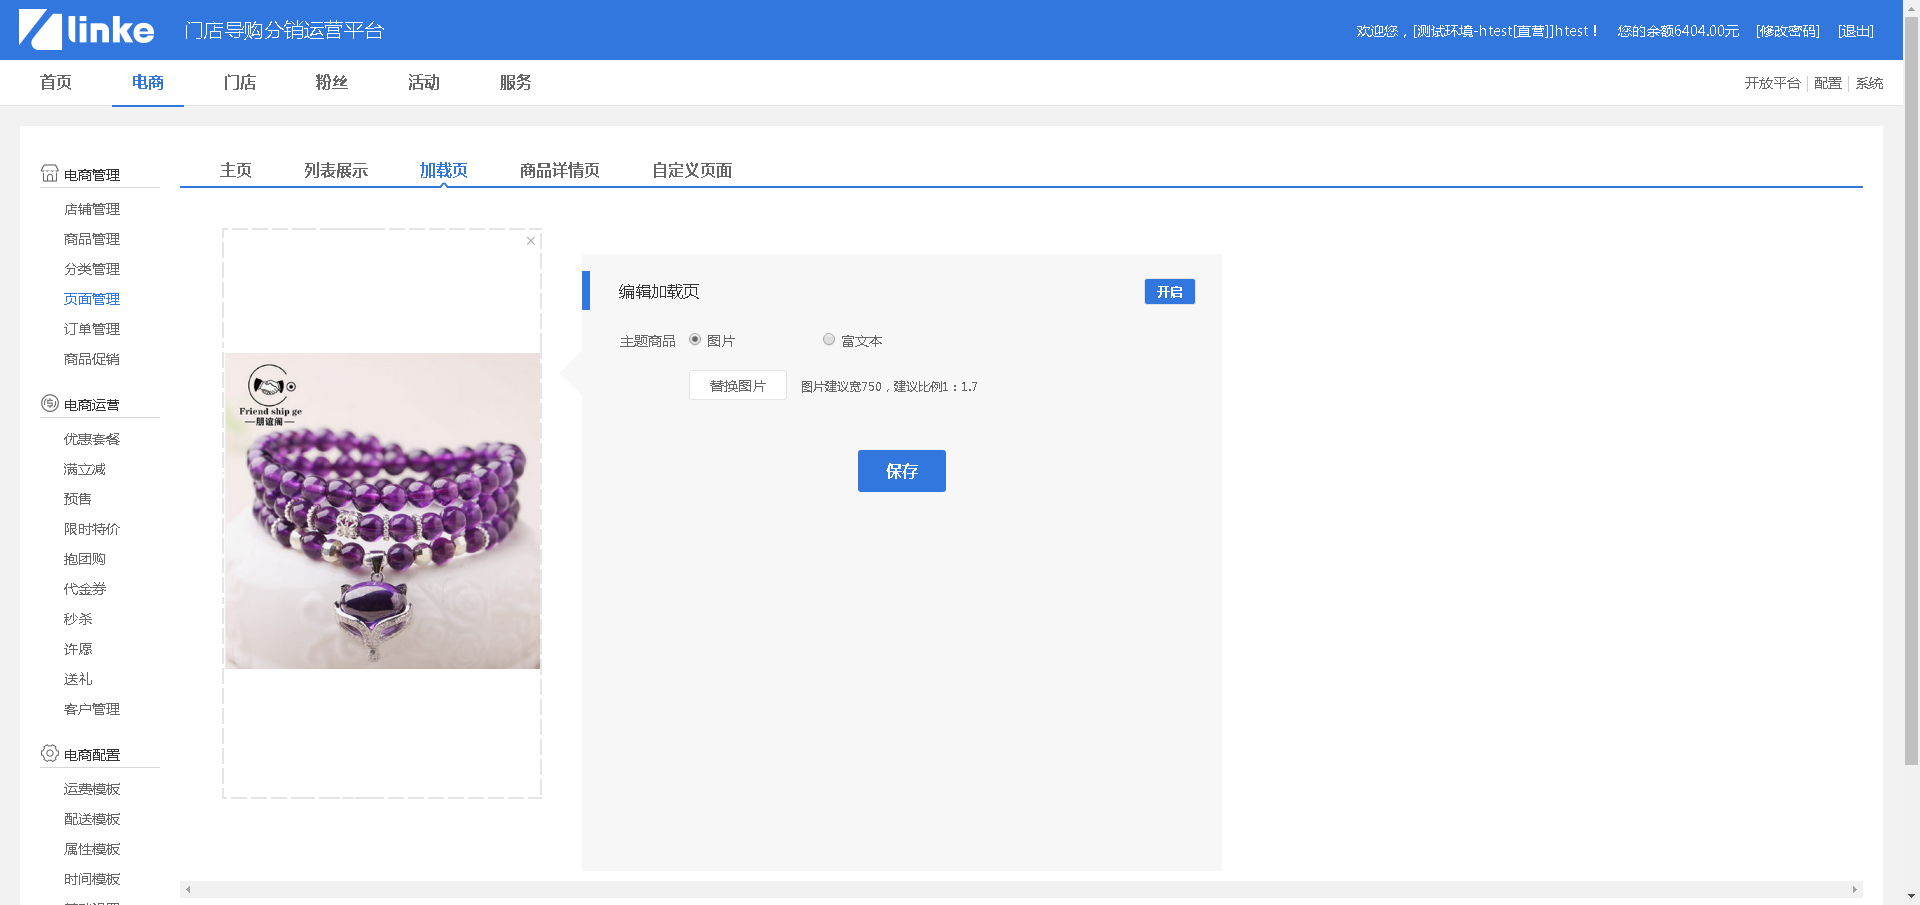 linke 门店导购分销运营平台
欢迎您，[测试环境-htest[直营]]htest！ 您的余额6404.00元 [修改密码] [退出]
首页 电商 门店 粉丝 活动 服务
开放平台 配置 系统
电商管理
店铺管理
商品管理
分类管理
页面管理
订单管理
商品促销
电商运营
优惠套餐
满立减
预售
限时特价
抱团购
代金券
秒杀
许愿
送礼
客户管理
电商配置
运费模板
配送模板
属性模板
时间模板
主页 列表展示 加载页 商品详情页 自定义页面
Friend ship ge
朋谊阁
编辑加载页 开启
主题商品 图片 富文本
替换图片 图片建议宽750，建议比例1：1.7
保存